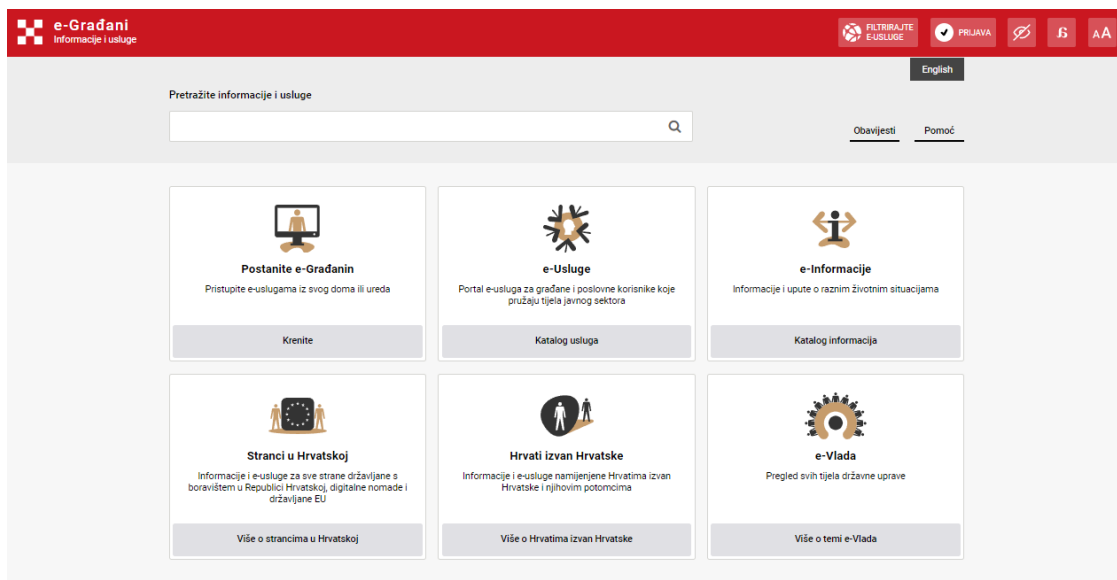 e-Građani
Informacije i usluge
FILTRIRAJTE
E-USLUGE
PRIJAVA
AA
English
Pretražite informacije i usluge
Obavijesti
Pomoć
Postanite e-Građanin
Pristupite e-uslugama iz svog doma ili ureda
Krenite
e-Usluge
Portal e-usluga za građane i poslovne korisnike koje
pružaju tijela javnog sektora
Katalog usluga
e-Informacije
Informacije i upute o raznim životnim situacijama
Katalog informacija
Stranci u Hrvatskoj
Informacije i e-usluge za sve strane državljane s
boravištem u Republici Hrvatskoj, digitalne nomade i
državljane EU
Više o strancima u Hrvatskoj
Hrvati izvan Hrvatske
Informacije i e-usluge namijenjene Hrvatima izvan
Hrvatske i njihovim potomcima
Više o Hrvatima izvan Hrvatske
e-Vlada
Pregled svih tijela državne uprave
Više o temi e-Vlada